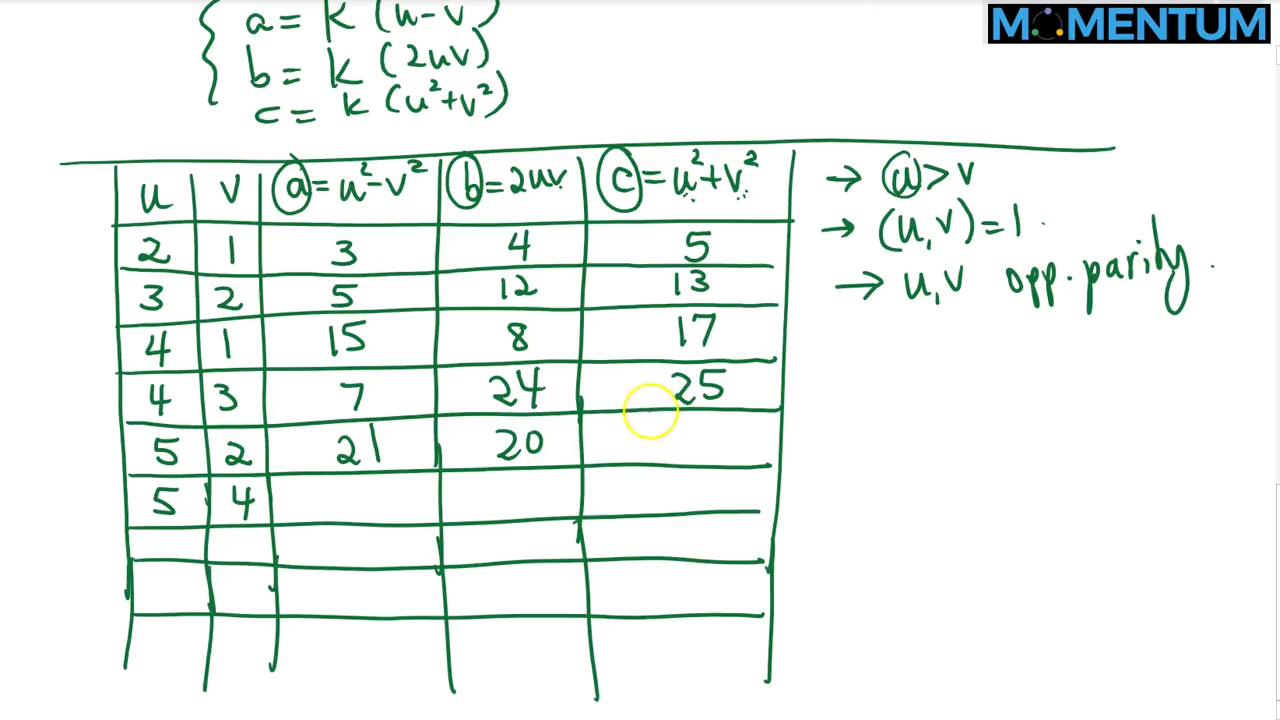 MOMENTUM
a = k (u - v)
b = k (2uv)
c = k (u² + v²)
u v a = u² - v² b = 2uv c = u² + v² → u > v
→ (u, v) = 1.
→ u, v opp. parity.
2 1 3 4 5
3 2 5 12 13
4 1 15 8 17
4 3 7 24 25
5 2 21 20
5 4